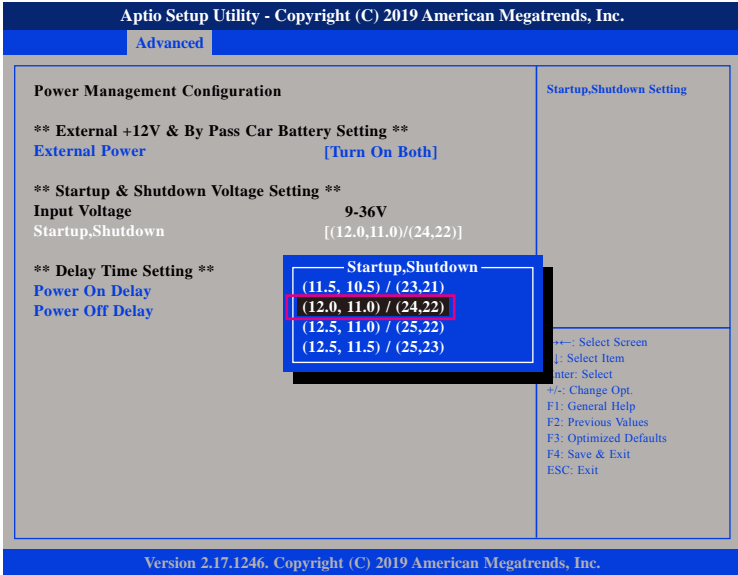 Aptio Setup Utility - Copyright (C) 2019 American Megatrends, Inc.
Advanced
Power Management Configuration
** External +12V & By Pass Car Battery Setting **
External Power [Turn On Both]
** Startup & Shutdown Voltage Setting **
Input Voltage 9-36V
Startup,Shutdown [(12.0,11.0)/(24,22)]
** Delay Time Setting **
Power On Delay
Power Off Delay
Startup,Shutdown
(11.5, 10.5) / (23,21)
(12.0, 11.0) / (24,22)
(12.5, 11.0) / (25,22)
(12.5, 11.5) / (25,23)
Startup,Shutdown Setting
←: Select Screen
↓: Select Item
nter: Select
+/-: Change Opt.
F1: General Help
F2: Previous Values
F3: Optimized Defaults
F4: Save & Exit
ESC: Exit
Version 2.17.1246. Copyright (C) 2019 American Megatrends, Inc.